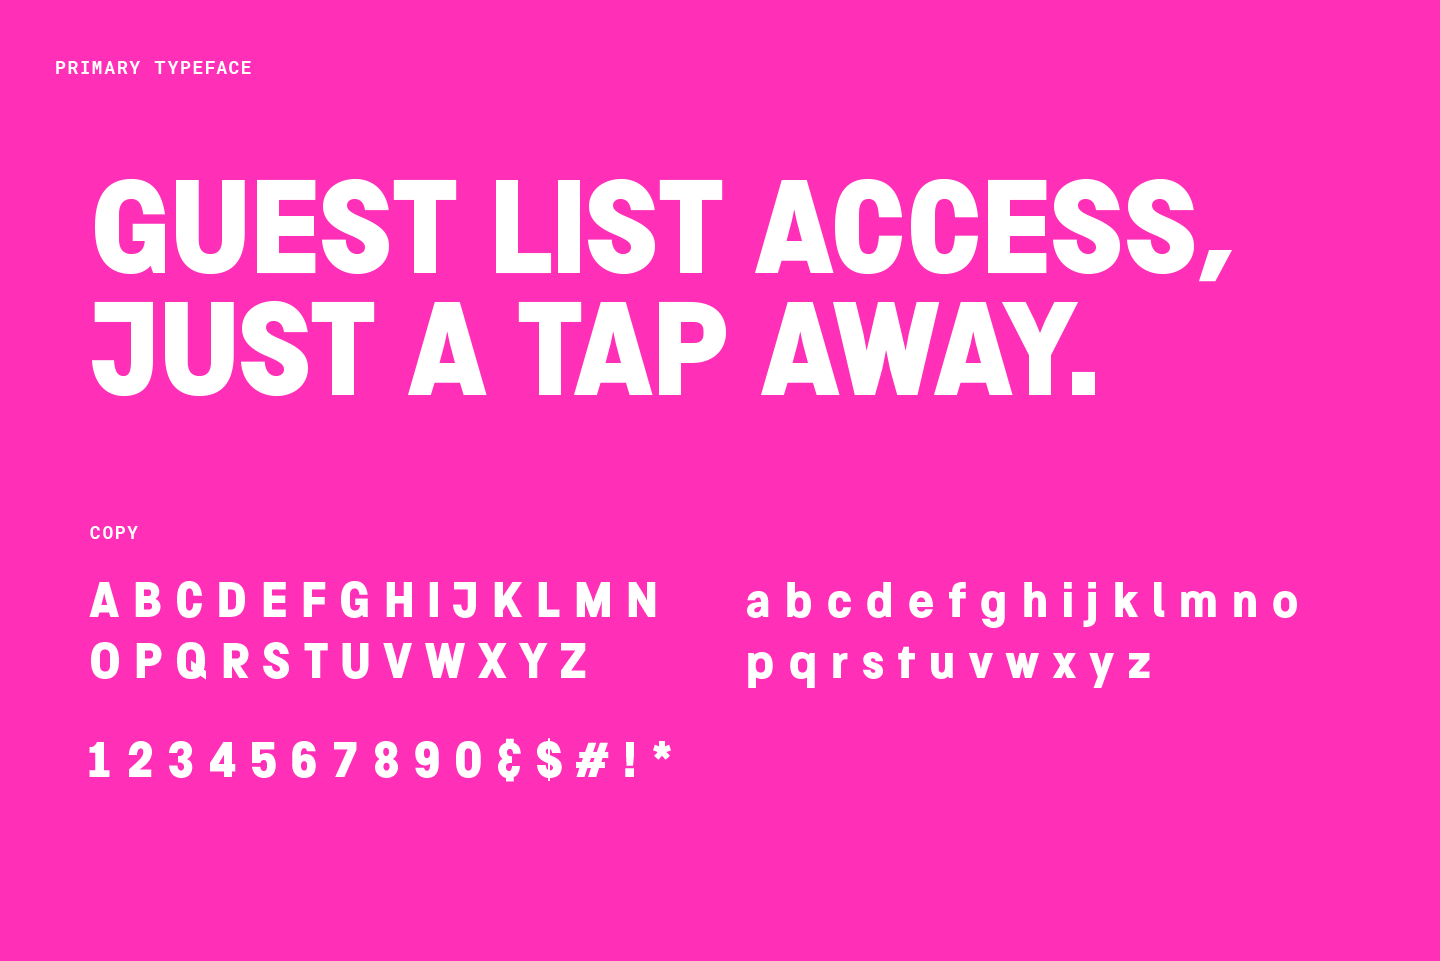 PRIMARY TYPEFACE
GUEST LIST ACCESS,
JUST A TAP AWAY.
COPY
A B C D E F G H I J K L M N
O P Q R S T U V W X Y Z
a b c d e f g h i j k l m n o
p q r s t u v w x y z
1 2 3 4 5 6 7 8 9 0 & $ # ! *